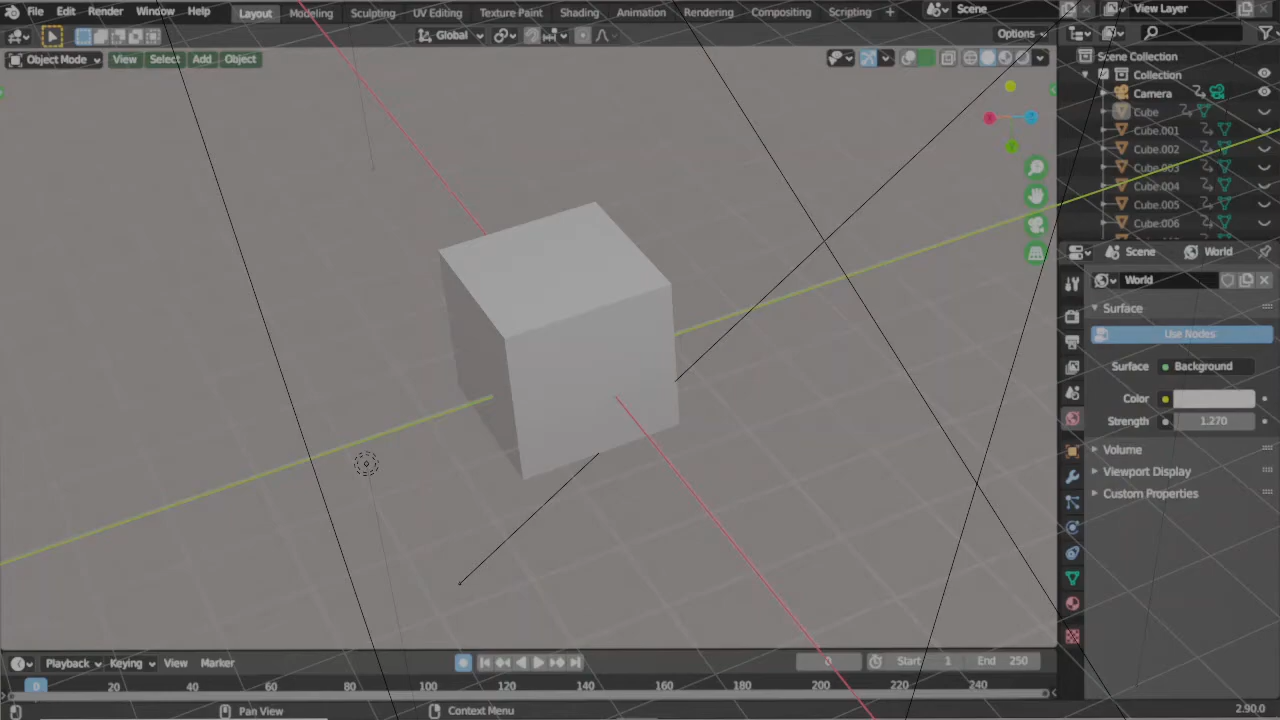 File Edit Render Window Help Layout Modeling Sculpting UV Editing Texture Paint Shading Animation Rendering Compositing Scripting + Scene View Layer
Global Options
Object Mode View Select Add Object
Scene Collection
Collection
Camera
Cube
Cube.001
Cube.002
Cube.003
Cube.004
Cube.005
Cube.006
Scene World
World
Surface
Use Nodes
Surface Background
Color
Strength 1.270
Volume
Viewport Display
Custom Properties
Playback Keying View Marker 0 Start 1 End 250
0 20 40 60 80 100 120 140 160 180 200 220 240
Pan View Context Menu 2.90.0